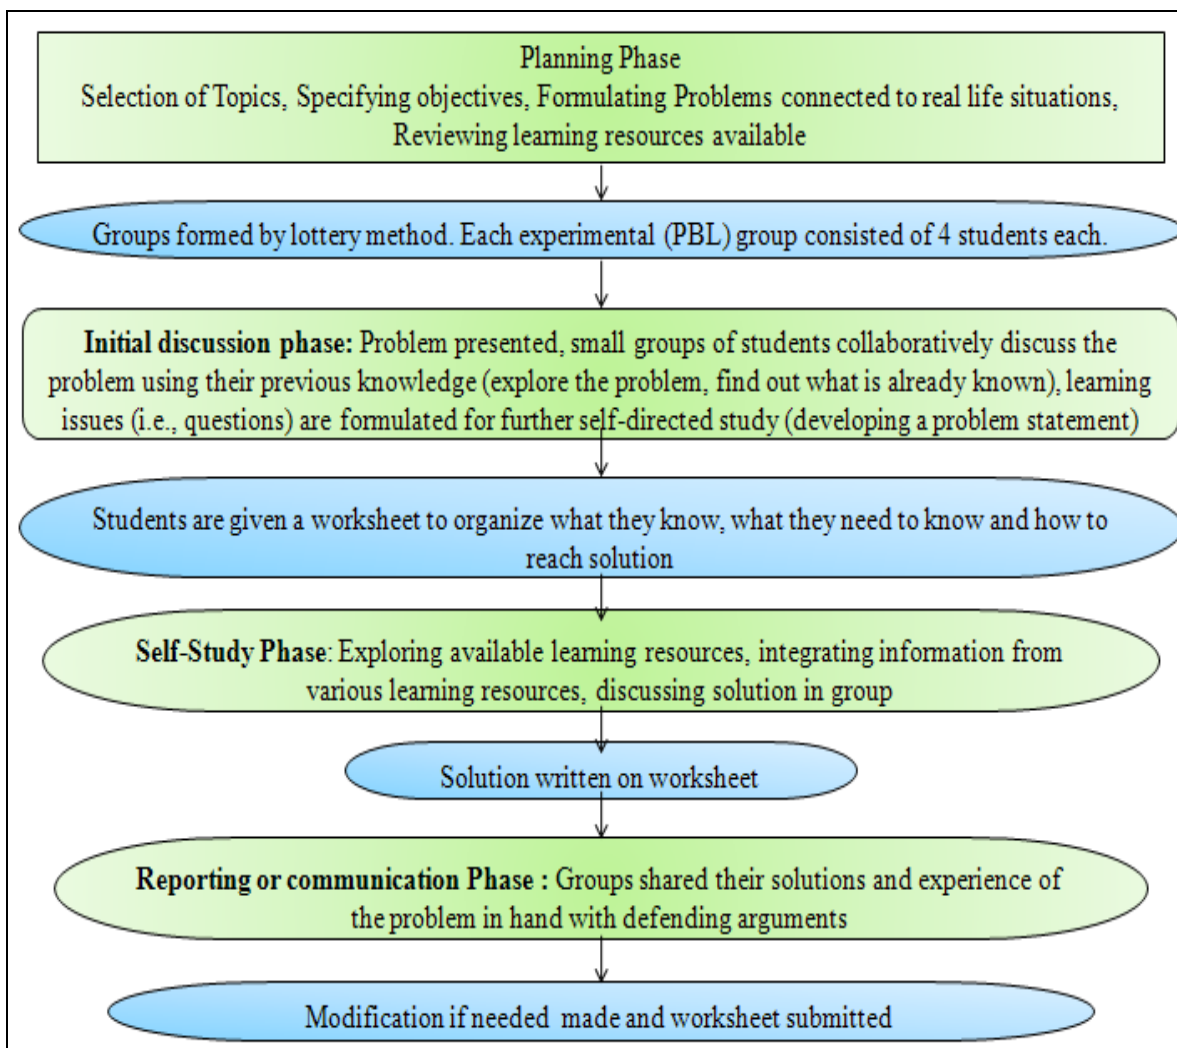 Planning Phase
Selection of Topics, Specifying objectives, Formulating Problems connected to real life situations,
Reviewing learning resources available
Groups formed by lottery method. Each experimental (PBL) group consisted of 4 students each.
Initial discussion phase: Problem presented, small groups of students collaboratively discuss the
problem using their previous knowledge (explore the problem, find out what is already known), learning
issues (i.e., questions) are formulated for further self-directed study (developing a problem statement)
Students are given a worksheet to organize what they know, what they need to know and how to
reach solution
Self-Study Phase: Exploring available learning resources, integrating information from
various learning resources, discussing solution in group
Solution written on worksheet
Reporting or communication Phase : Groups shared their solutions and experience of
the problem in hand with defending arguments
Modification if needed made and worksheet submitted